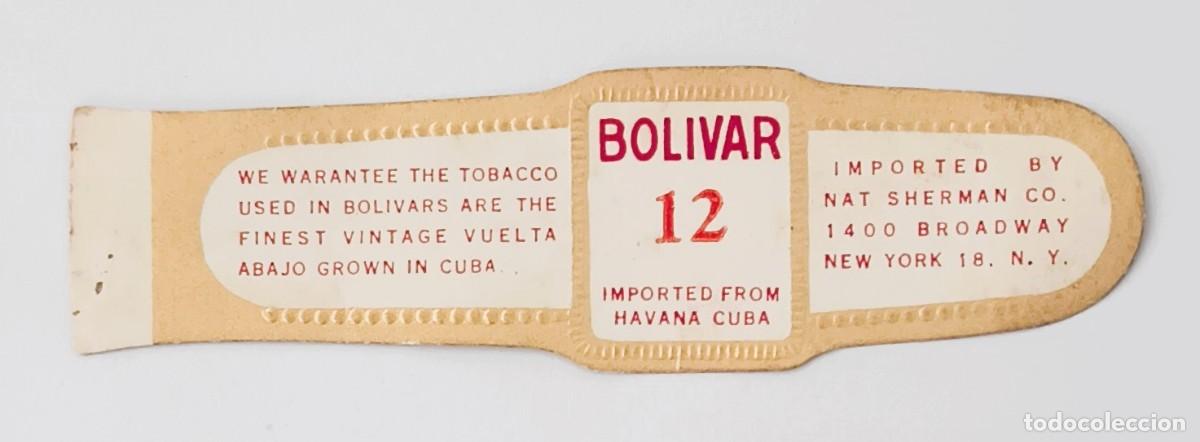 WE WARANTEE THE TOBACCO
USED IN BOLIVARS ARE THE
FINEST VINTAGE VUELTA
ABAJO GROWN IN CUBA..
BOLIVAR
12
IMPORTED FROM
HAVANA CUBA
IMPORTED BY
NAT SHERMAN CO.
1400 BROADWAY
NEW YORK 18. N. Y.
todocoleccion